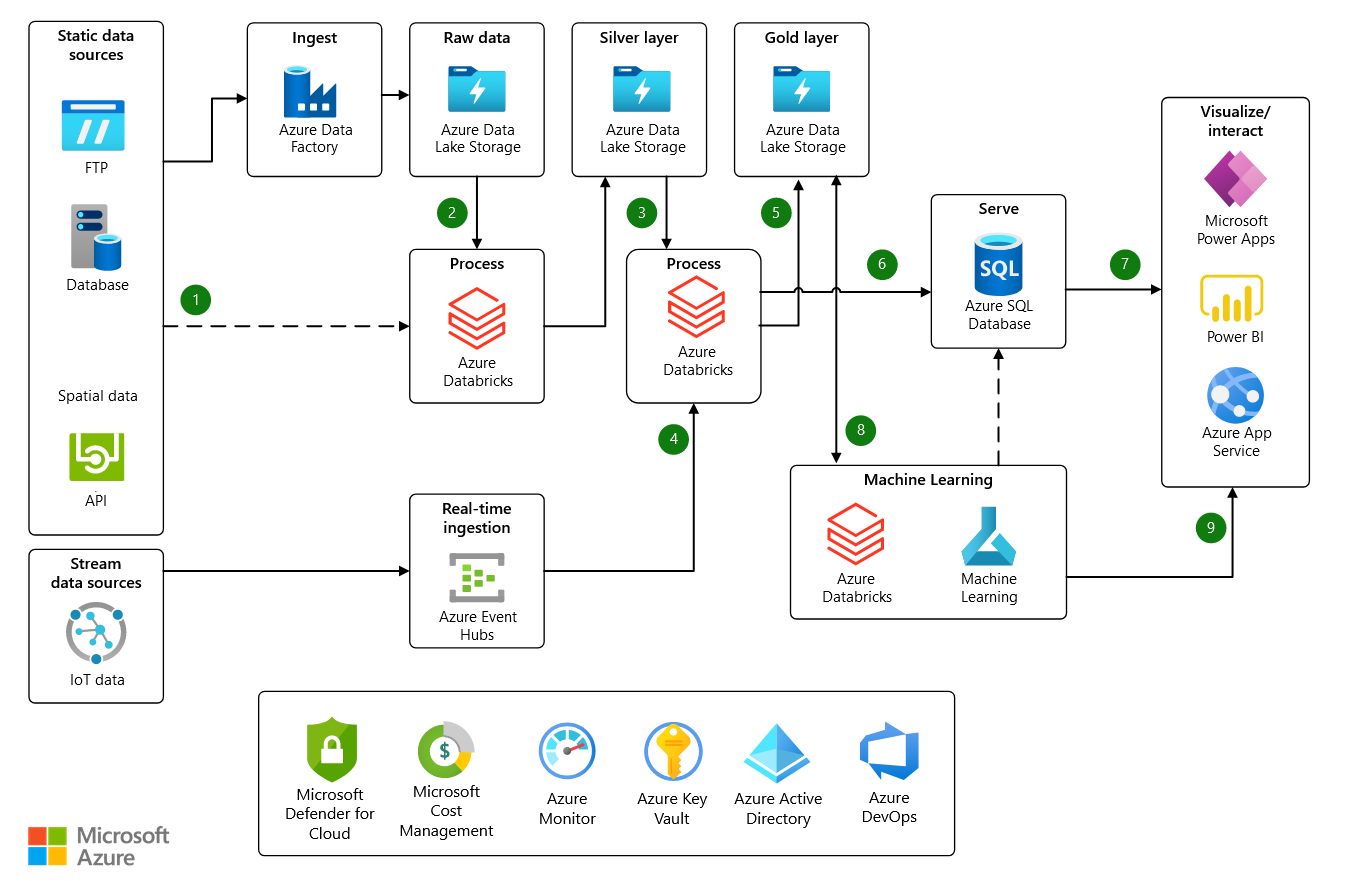 Static data
sources
FTP
Database
Spatial data
API
Stream
data sources
IoT data
1
Ingest
Azure Data
Factory
Raw data
Azure Data
Lake Storage
2
Process
Azure
Databricks
Real-time
ingestion
Azure Event
Hubs
Silver layer
Azure Data
Lake Storage
3
Process
Azure
Databricks
4
Gold layer
Azure Data
Lake Storage
5
6
8
Serve
SQL
Azure SQL
Database
7
Machine Learning
Azure
Databricks
Machine
Learning
9
Visualize/
interact
Microsoft
Power Apps
Power BI
Azure App
Service
$
Microsoft
Defender for
Cloud
Microsoft
Cost
Management
Azure
Monitor
Azure Key
Vault
Azure Active
Directory
Azure
DevOps
Microsoft
Azure